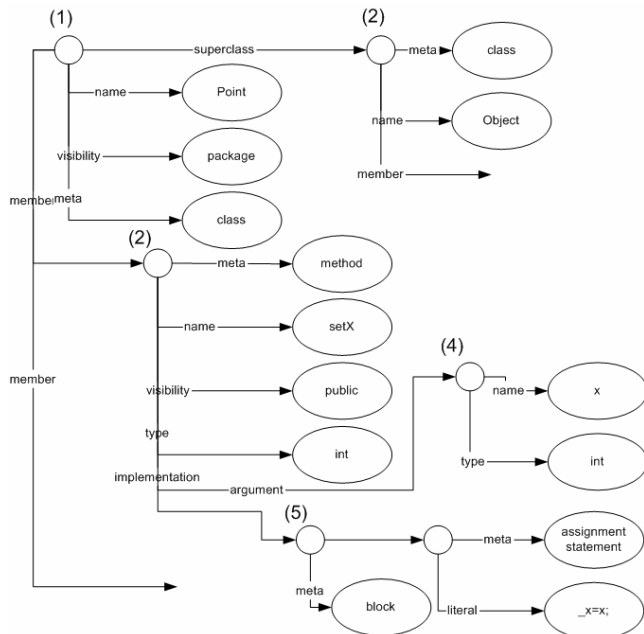 (1)
(2)
superclass
meta
class
name
Point
name
Object
visibility
package
member
member
meta
class
(2)
meta
method
name
setX
(4)
member
visibility
public
name
x
type
int
type
int
implementation
argument
(5)
meta
assignment
statement
meta
block
literal
_x=x;